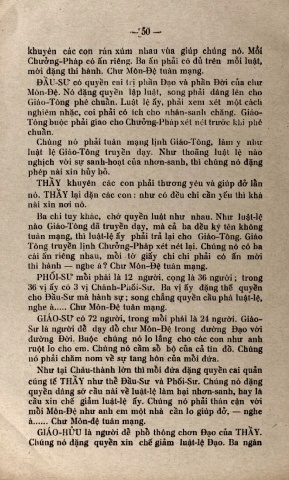 — 50 —
khuyên các con rún xúm nhau vùa giúp chúng nó. Mỗi
Chưởng-Pháp có ấn riêng. Ba ấn phải có đủ trên mỗi luật,
mới đặng thi hành. Chư Môn-Đệ tuân mạng.
ĐẦU-SƯ có quyền cai trị phần Đạo và phần Đời của chư
Môn-Đệ. Nó đặng quyền lập luật, song phải dâng lên cho
Giáo-Tông phê chuẩn. Luật lệ ấy, phải xem xét một cách
nghiêm nhặc, coi phải có ích cho nhân-sanh chăng. Giáo-
Tông buộc phải giao cho Chưởng-Pháp xét nét trước khi phê
chuẩn.
Chúng nó phải tuân mạng lịnh Giáo-Tông, làm y như
luật lệ Giáo-Tông truyền dạy. Như thoảng luật lệ nào
nghịch với sự sanh-hoạt của nhơn-sanh, thì chúng nó đặng phép
nài xin hủy bỏ.
THẦY khuyên các con phải thương yêu và giúp đỡ lẫn
nó. THẦY lại dặn các con : như có đều chi cần yếu thì khá
nài xin nơi nó.
Ba chi tuy khác, chớ quyền luật như nhau. Như luật-lệ
nào Giáo-Tông đã truyền dạy, mà cả ba đều ký tên không
tuân mạng, thì luật-lệ ấy phải trả lại cho Giáo-Tông. Giáo
Tông truyền lịnh Chưởng-Pháp xét nét lại. Chúng nó có ba
cái ấn riêng nhau, mỗi tờ giấy chi chi phải có ấn mới
thi hành — nghe á ? Chư Môn-Đệ tuân mạng.
PHỐI-SƯ mỗi phái là 12 người, cọng là 36 người ; trong
36 vị ấy có 3 vị Chánh-Phối-Sư. Ba vị ấy đặng thế quyền
cho Đầu-Sư mà hành sự ; song chẳng quyền cầu phá luật-lệ,
nghe à..... Chư Môn-Đệ tuân mạng.
GIÁO-SƯ có 72 người, trong mỗi phái là 24 người. Giáo-
Sư là người để dạy dỗ chư Môn-Đệ trong đường Đạo với
đường Đời. Buộc chúng nó lo lắng cho các con như anh
ruột lo cho em. Chúng nó cầm sổ bộ của cả tín đồ. Chúng
nó phải chăm nom về sự tang hôn của mỗi đứa.
Như tại Châu-thành lớn thì mỗi đứa đặng quyền cai quản
cúng tế THẦY như thể Đầu-Sư và Phối-Sư. Chúng nó đặng
quyền dâng sớ cầu nài về luật-lệ làm hại nhơn-sanh, hay là
cầu xin chế giảm luật-lệ ấy. Chúng nó phải thân cận với
mỗi Môn-Đệ như anh em một nhà cần lo giúp đỡ, — nghe
à...... Chư Môn-Đệ tuân mạng.
GIÁO-HỮU là người để phổ thông chơn Đạo của THẦY.
Chúng nó đặng quyền xin chế giảm luật-lệ Đạo. Ba ngàn